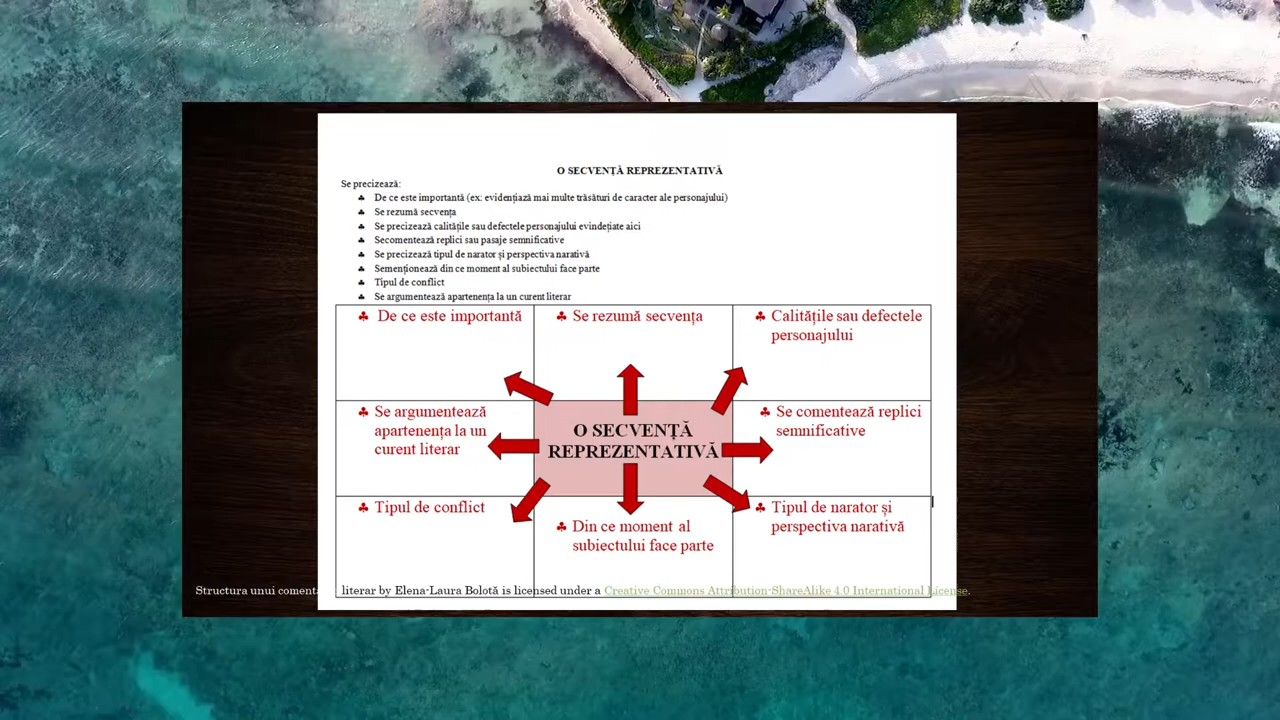 O SECVENȚĂ REPREZENTATIVĂ
Se precizează:
♣ De ce este importantă (ex: evidențiază mai multe trăsături de caracter ale personajului)
♣ Se rezumă secvența
♣ Se precizează calitățile sau defectele personajului evindețiate aici
♣ Secomentează replici sau pasaje semnificative
♣ Se precizează tipul de narator și perspectiva narativă
♣ Semenționează din ce moment al subiectului face parte
♣ Tipul de conflict
♣ Se argumentează apartenența la un curent literar
♣ De ce este importantă
♣ Se rezumă secvența
♣ Calitățile sau defectele
personajului
♣ Se argumentează
apartenența la un
curent literar
O SECVENȚĂ
REPREZENTATIVĂ
♣ Se comentează replici
semnificative
♣ Tipul de conflict
♣ Din ce moment al
subiectului face parte
♣ Tipul de narator și
perspectiva narativă
Structura unui comenta literar by Elena-Laura Bolotă is licensed under a Creative Commons Attribution-ShareAlike 4.0 International License.